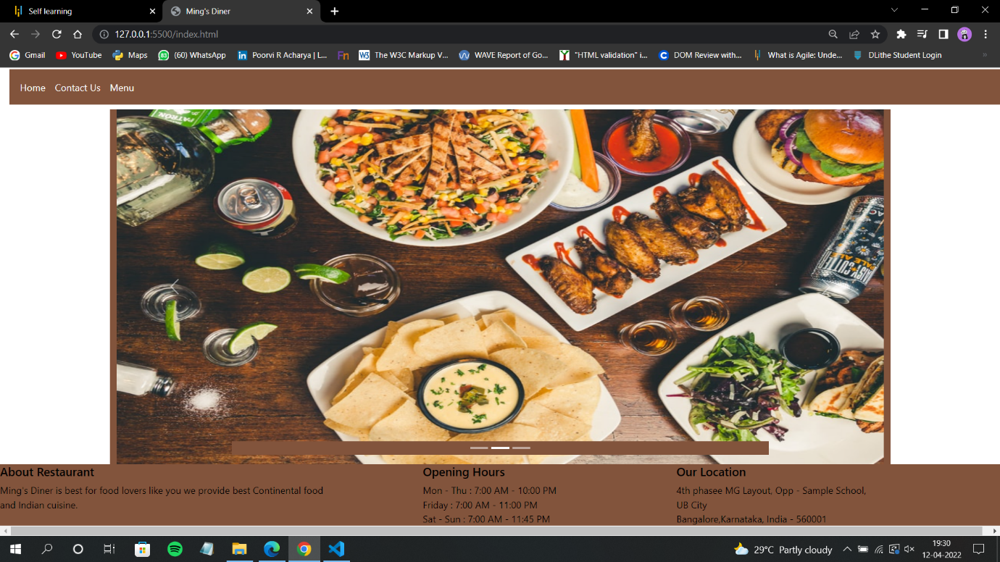 Self learning
Ming's Diner
127.0.0.1:5500/index.html
Gmail YouTube Maps (60) WhatsApp Poorvi R Acharya | L... Fn The W3C Markup V... WAVE Report of Go... "HTML validation" i... DOM Review with... What is Agile: Unde... DLithe Student Login
Home Contact Us Menu
PATRÓN
PALE ALE
About Restaurant
Ming's Diner is best for food lovers like you we provide best Continental food
and Indian cuisine.
Opening Hours
Mon - Thu : 7:00 AM - 10:00 PM
Friday : 7:00 AM - 11:00 PM
Sat - Sun : 7:00 AM - 11:45 PM
Our Location
4th phasee MG Layout, Opp - Sample School,
UB City
Bangalore,Karnataka, India - 560001
29°C Partly cloudy
19:30
12-04-2022